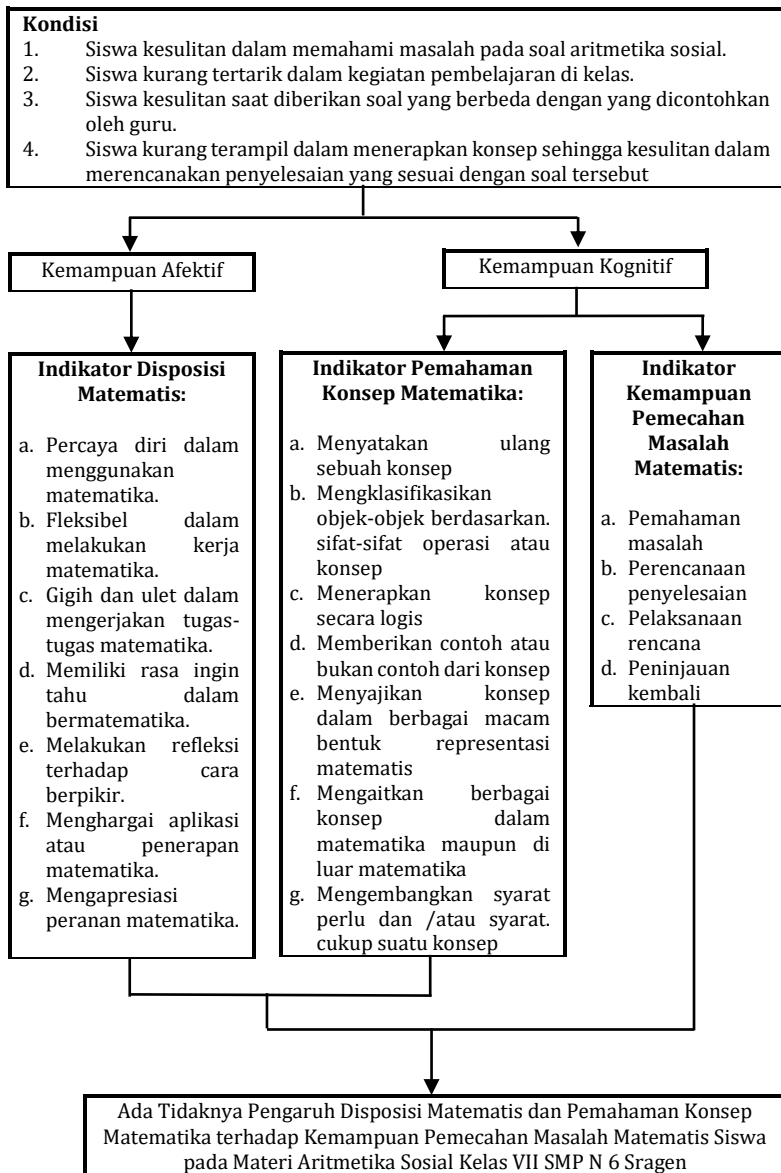 Kondisi
1. Siswa kesulitan dalam memahami masalah pada soal aritmetika sosial.
2. Siswa kurang tertarik dalam kegiatan pembelajaran di kelas.
3. Siswa kesulitan saat diberikan soal yang berbeda dengan yang dicontohkan
oleh guru.
4. Siswa kurang terampil dalam menerapkan konsep sehingga kesulitan dalam
merencanakan penyelesaian yang sesuai dengan soal tersebut
Kemampuan Afektif
Kemampuan Kognitif
Indikator Disposisi
Matematis:
a. Percaya diri dalam
menggunakan
matematika.
b. Fleksibel dalam
melakukan kerja
matematika.
c. Gigih dan ulet dalam
mengerjakan tugas-
tugas matematika.
d. Memiliki rasa ingin
tahu dalam
bermatematika.
e. Melakukan refleksi
terhadap cara
berpikir.
f. Menghargai aplikasi
atau penerapan
matematika.
g. Mengapresiasi
peranan matematika.
Indikator Pemahaman
Konsep Matematika:
a. Menyatakan ulang
sebuah konsep
b. Mengklasifikasikan
objek-objek berdasarkan.
sifat-sifat operasi atau
konsep
c. Menerapkan konsep
secara logis
d. Memberikan contoh atau
bukan contoh dari konsep
e. Menyajikan konsep
dalam berbagai macam
bentuk representasi
matematis
f. Mengaitkan berbagai
konsep dalam
matematika maupun di
luar matematika
g. Mengembangkan syarat
perlu dan /atau syarat.
cukup suatu konsep
Indikator
Kemampuan
Pemecahan
Masalah
Matematis:
a. Pemahaman
masalah
b. Perencanaan
penyelesaian
c. Pelaksanaan
rencana
d. Peninjauan
kembali
Ada Tidaknya Pengaruh Disposisi Matematis dan Pemahaman Konsep
Matematika terhadap Kemampuan Pemecahan Masalah Matematis Siswa
pada Materi Aritmetika Sosial Kelas VII SMP N 6 Sragen